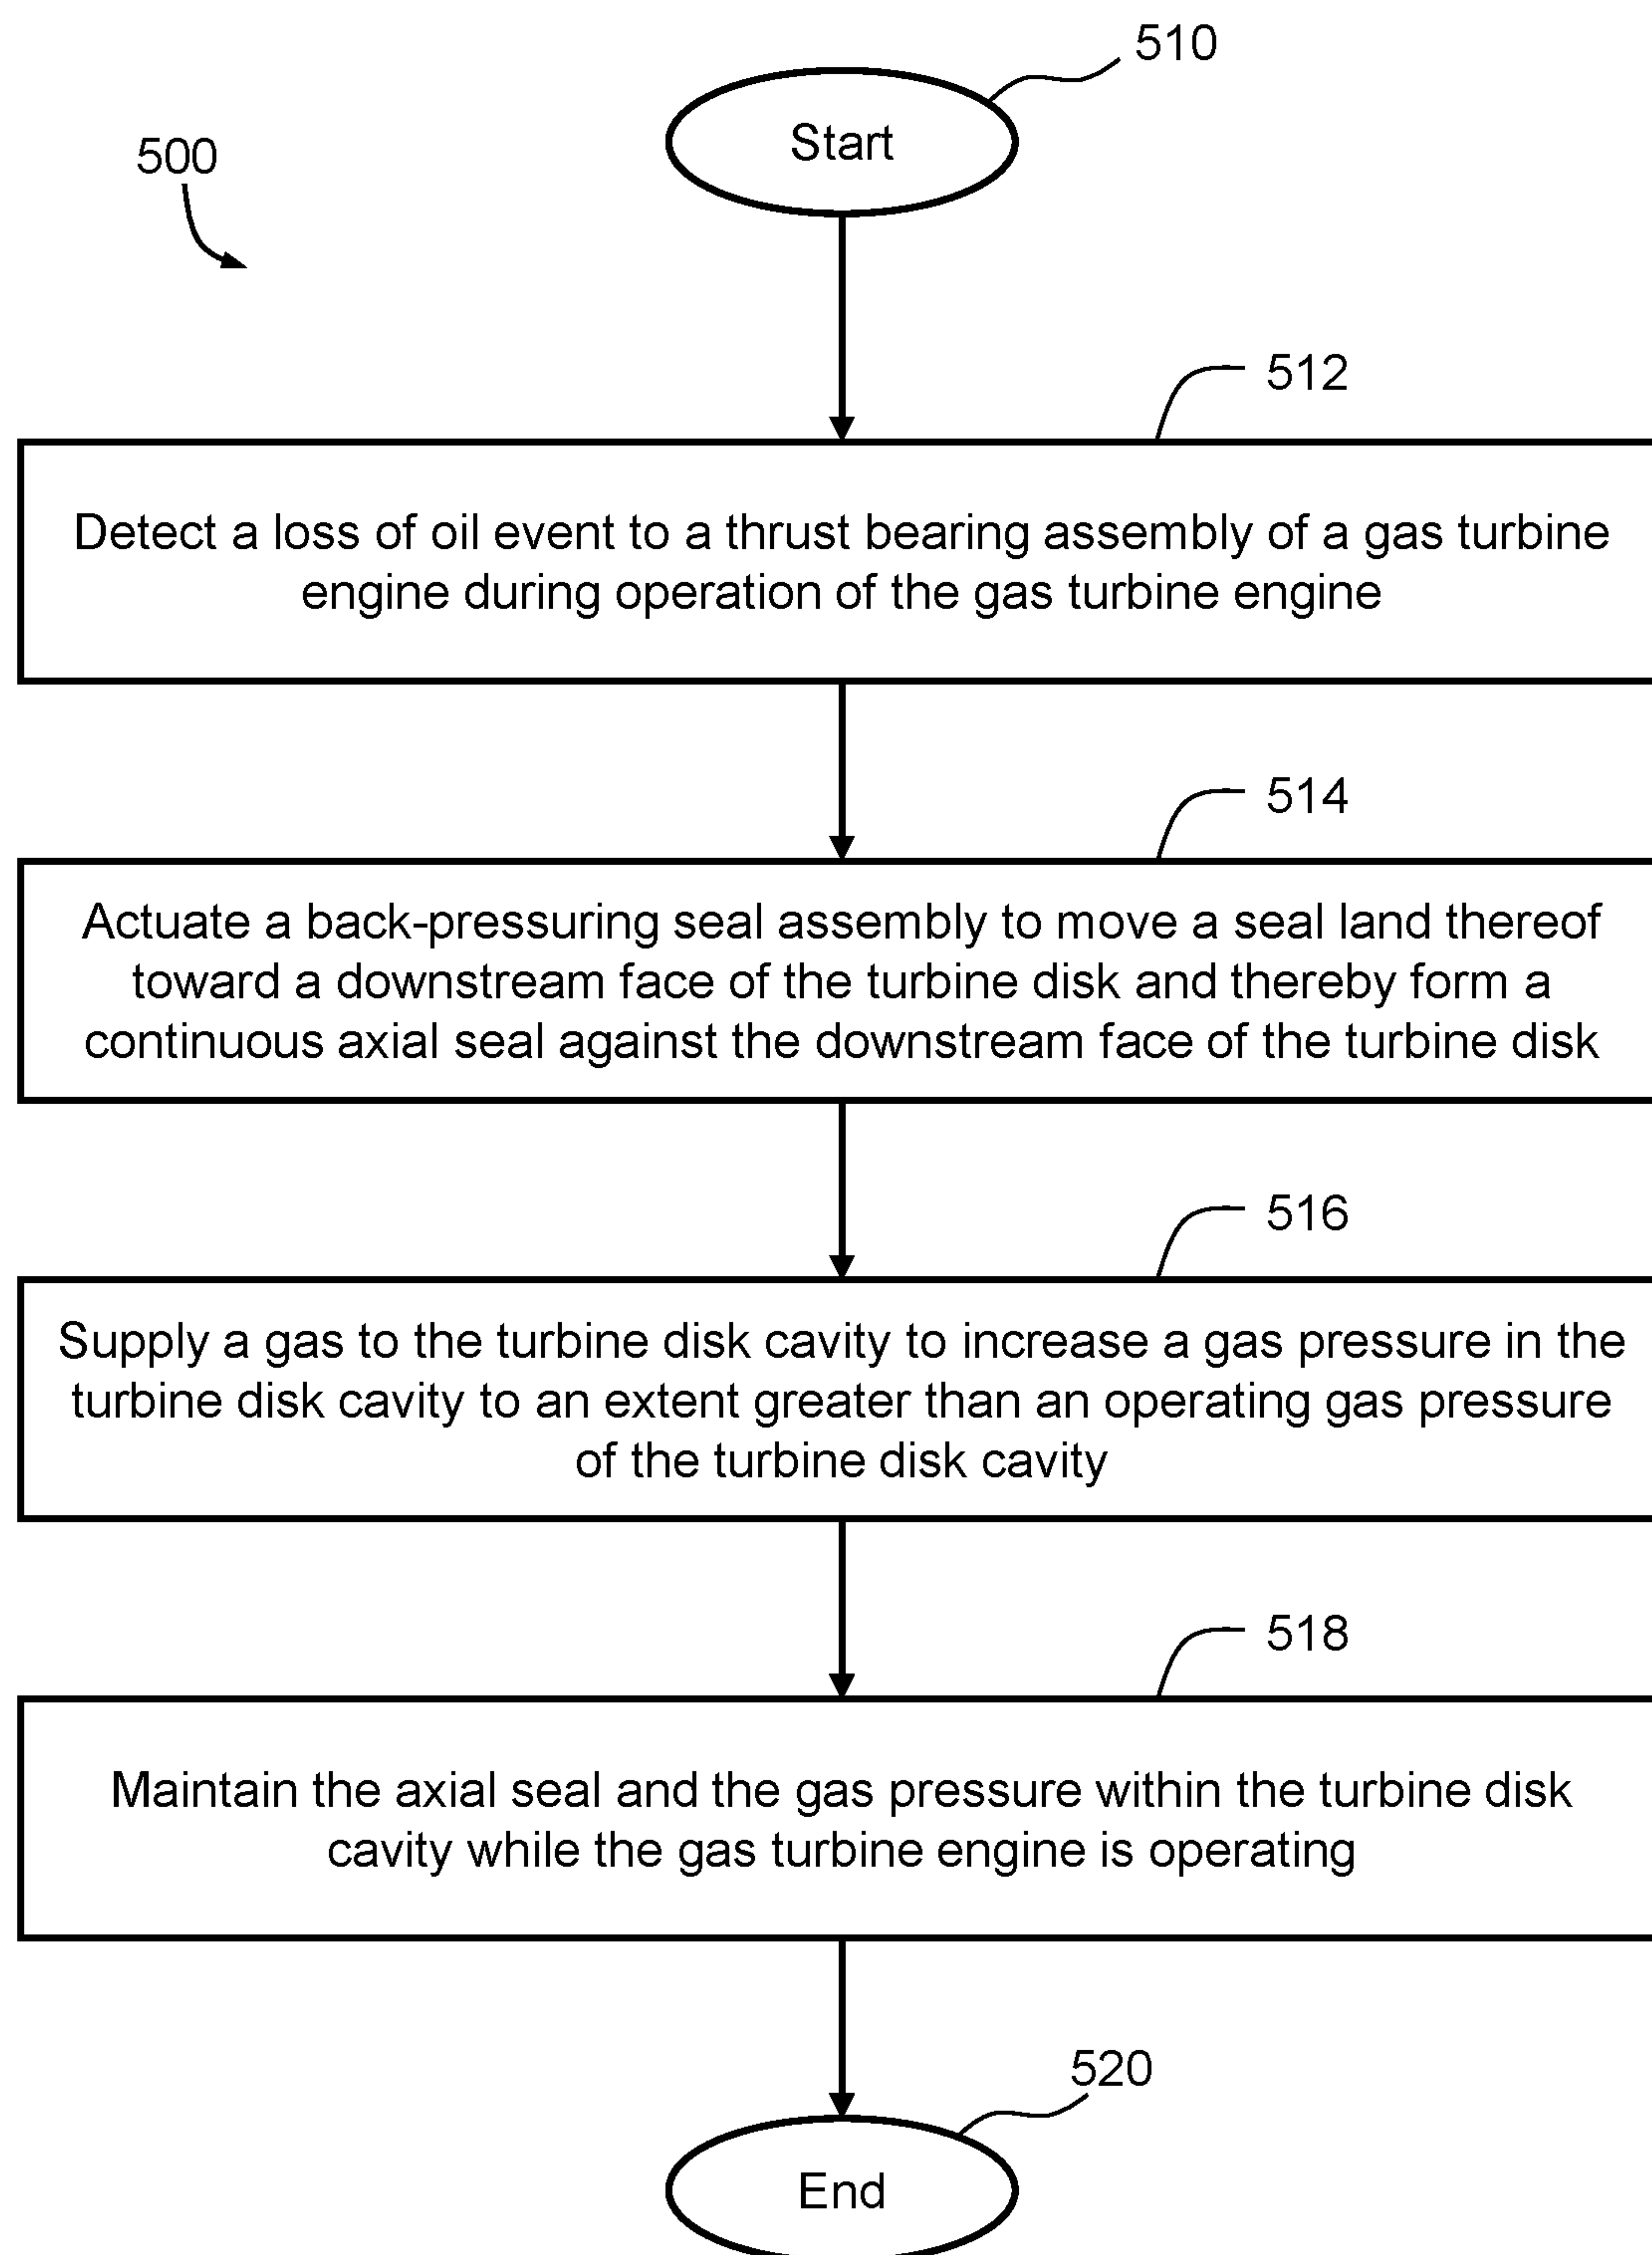 510
Start
500
512
Detect a loss of oil event to a thrust bearing assembly of a gas turbine
engine during operation of the gas turbine engine
514
Actuate a back-pressuring seal assembly to move a seal land thereof
toward a downstream face of the turbine disk and thereby form a
continuous axial seal against the downstream face of the turbine disk
516
Supply a gas to the turbine disk cavity to increase a gas pressure in the
turbine disk cavity to an extent greater than an operating gas pressure
of the turbine disk cavity
518
Maintain the axial seal and the gas pressure within the turbine disk
cavity while the gas turbine engine is operating
520
End